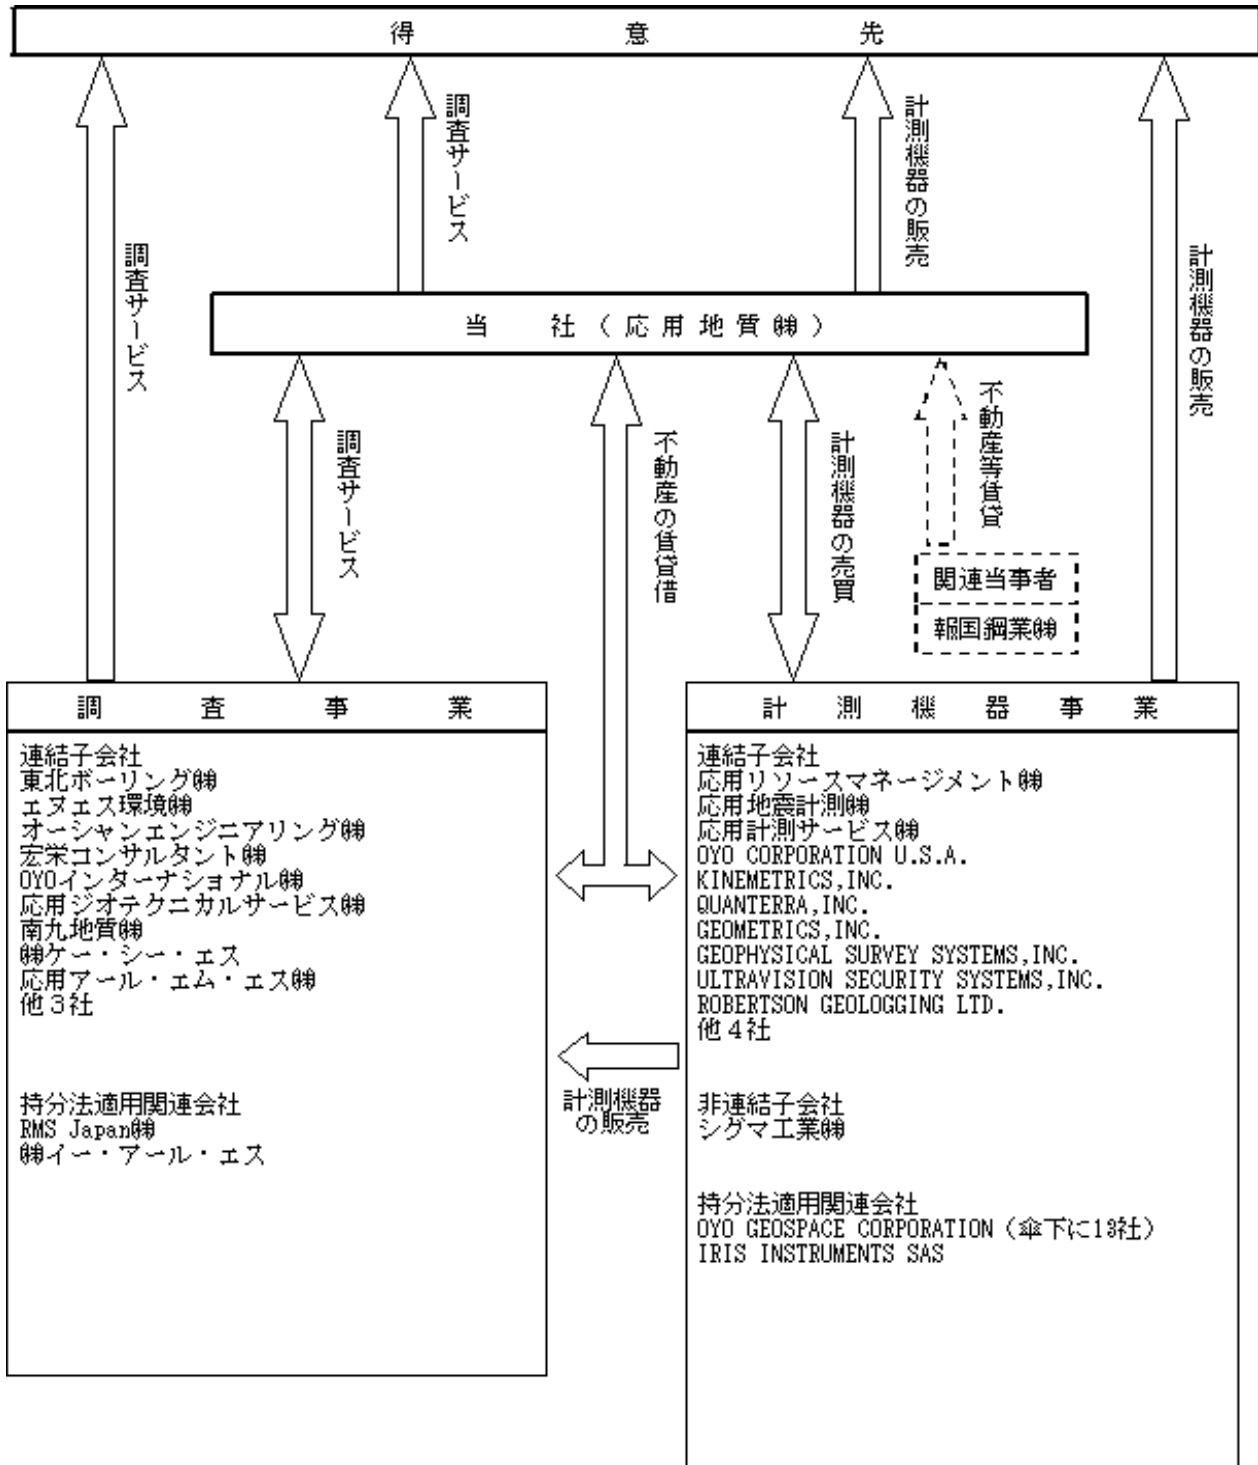 得意先
調査サービス
計測機器の販売
調査サービス
計測機器の販売
当社（応用地質㈱）
調査サービス
不動産の賃貸借
計測機器の売買
不動産等賃貸
関連当事者
報国鋼業㈱
調査事業
連結子会社
東北ボーリング㈱
エヌエス環境㈱
オーシャンエンジニアリング㈱
宏栄コンサルタント㈱
OYOインターナショナル㈱
応用ジオテクニカルサービス㈱
南九地質㈱
㈱ケー・シー・エス
応用アール・エム・エス㈱
他３社
持分法適用関連会社
RMS Japan㈱
㈱イー・アール・エス
計測機器
の販売
計測機器事業
連結子会社
応用リソースマネージメント㈱
応用地震計測㈱
応用計測サービス㈱
OYO CORPORATION U.S.A.
KINEMETRICS,INC.
QUANTERRA,INC.
GEOMETRICS,INC.
GEOPHYSICAL SURVEY SYSTEMS,INC.
ULTRAVISION SECURITY SYSTEMS,INC.
ROBERTSON GEOLOGGING LTD.
他４社
非連結子会社
シグマ工業㈱
持分法適用関連会社
OYO GEOSPACE CORPORATION（傘下に13社）
IRIS INSTRUMENTS SAS